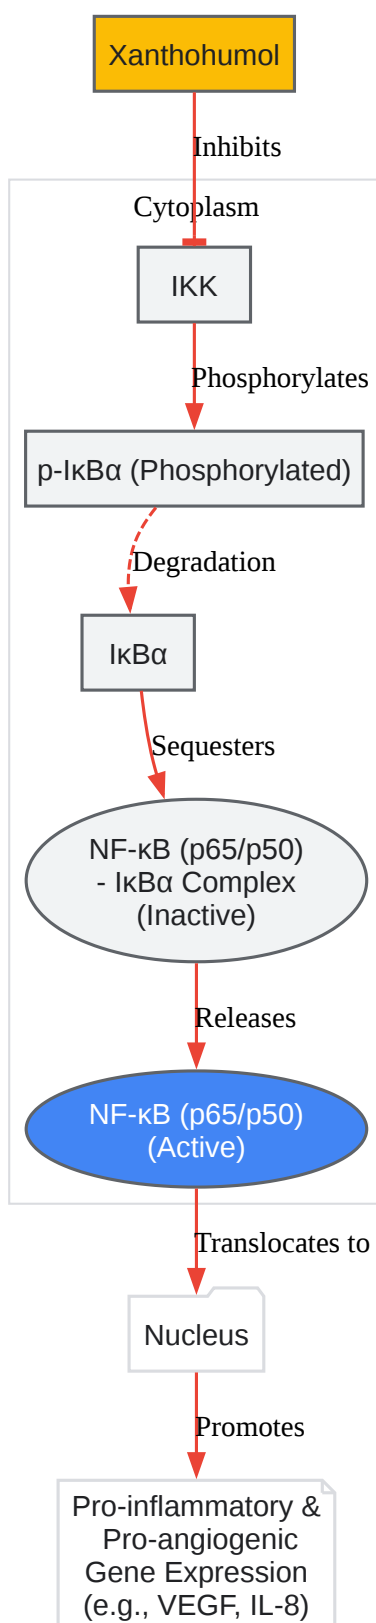 Xanthohumol
Inhibits
Cytoplasm
IKK
Phosphorylates
p-IκBα (Phosphorylated)
Degradation
IκBα
Sequesters
NF-κB (p65/p50)
- IκBα Complex
(Inactive)
Releases
NF-κB (p65/p50)
(Active)
Translocates to
Nucleus
Promotes
Pro-inflammatory &
Pro-angiogenic
Gene Expression
(e.g., VEGF, IL-8)